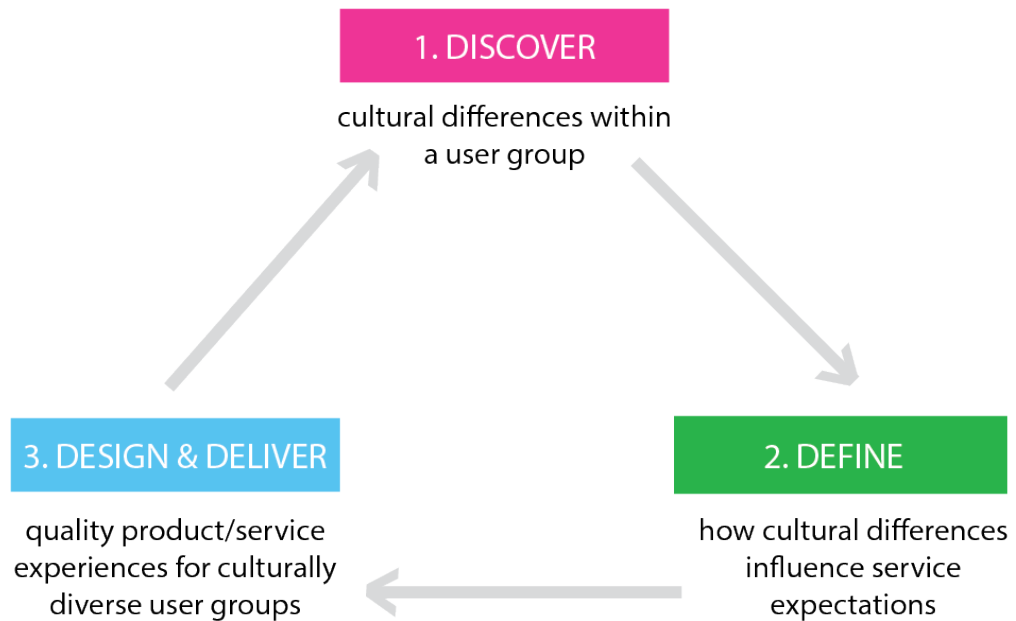 1. DISCOVER
cultural differences within
a user group
2. DEFINE
how cultural differences
influence service
expectations
3. DESIGN & DELIVER
quality product/service
experiences for culturally
diverse user groups